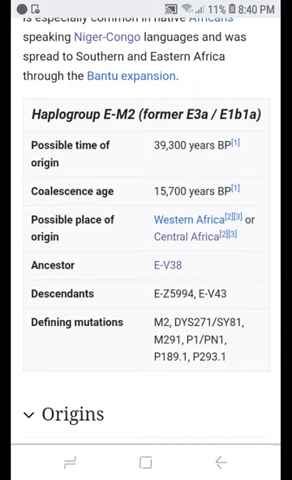 11% 8:40 PM
is especially common in native Africans
speaking Niger-Congo languages and was
spread to Southern and Eastern Africa
through the Bantu expansion.
Haplogroup E-M2 (former E3a / E1b1a)
Possible time of origin 39,300 years BP[1]
Coalescence age 15,700 years BP[1]
Possible place of origin Western Africa[2][3] or Central Africa[2][3]
Ancestor E-V38
Descendants E-Z5994, E-V43
Defining mutations M2, DYS271/SY81, M291, P1/PN1, P189.1, P293.1
Origins